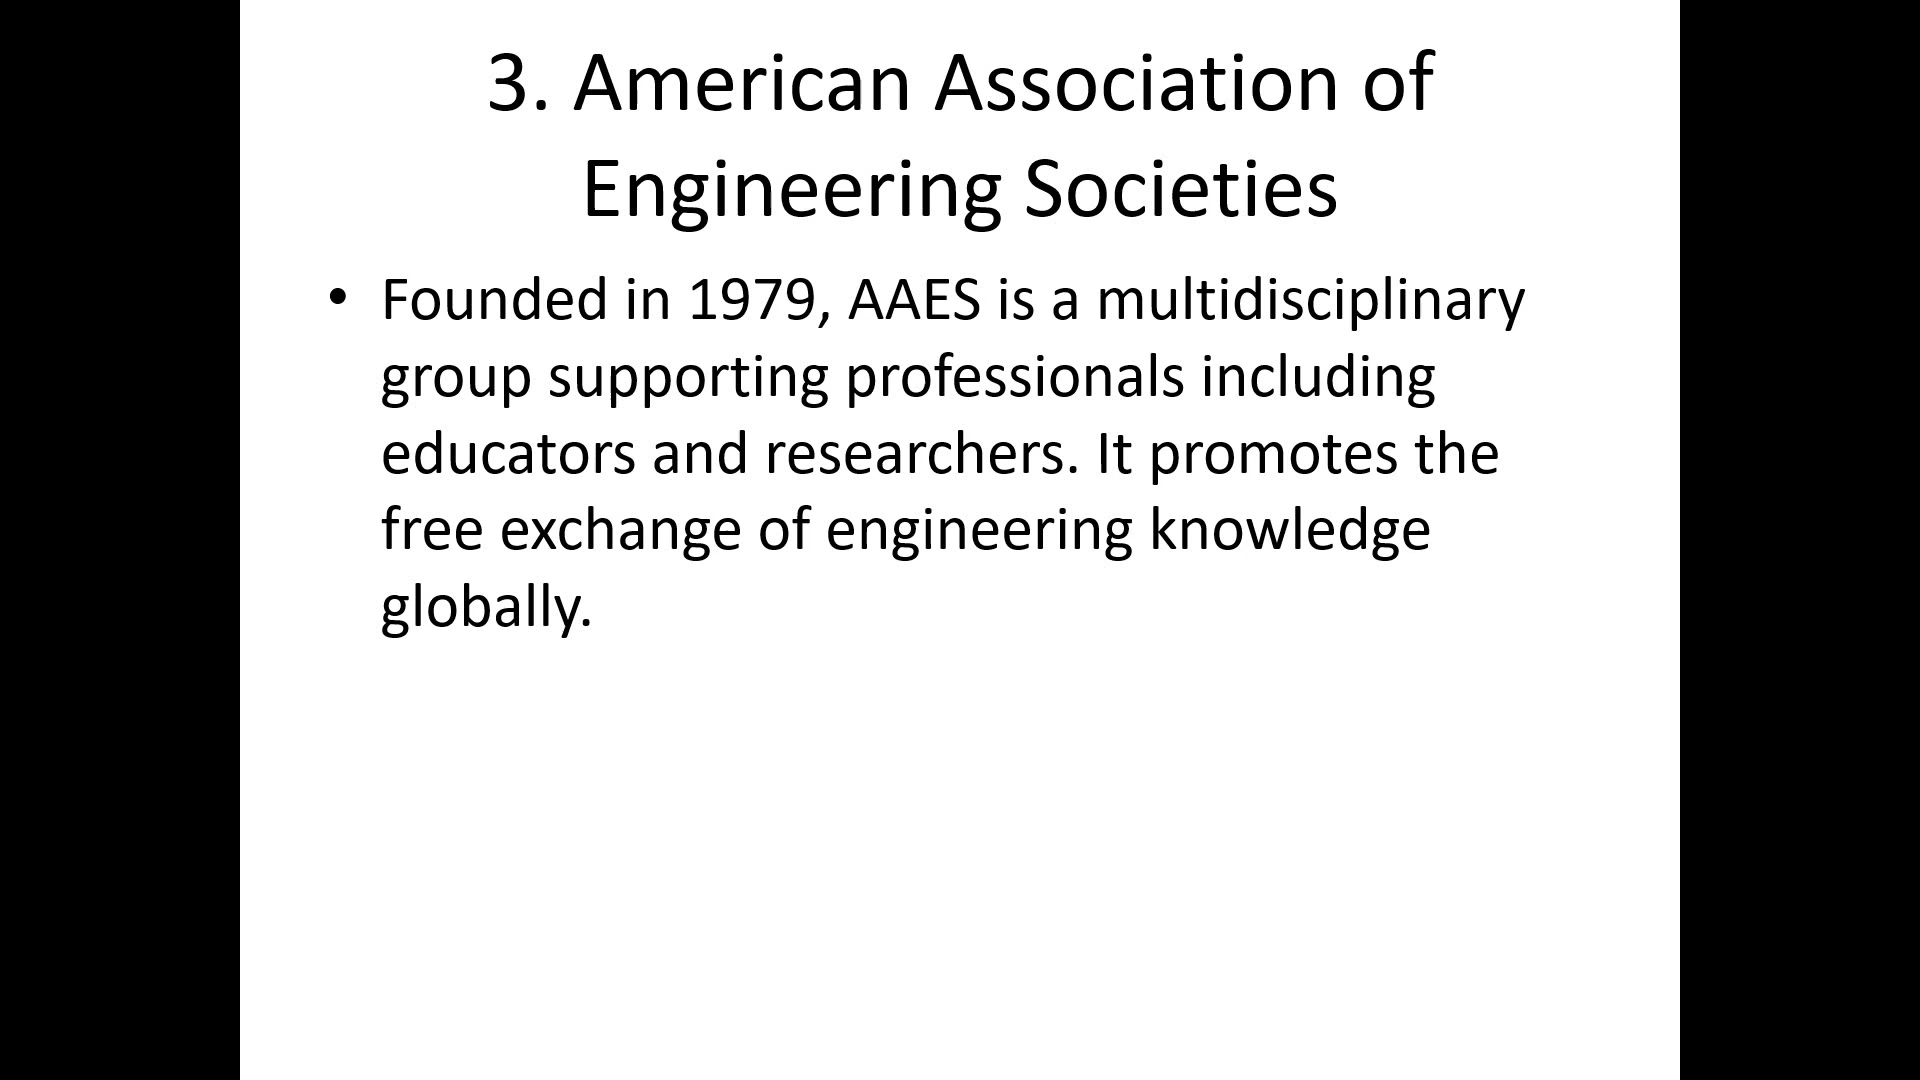 3. American Association of
Engineering Societies
• Founded in 1979, AAES is a multidisciplinary
group supporting professionals including
educators and researchers. It promotes the
free exchange of engineering knowledge
globally.